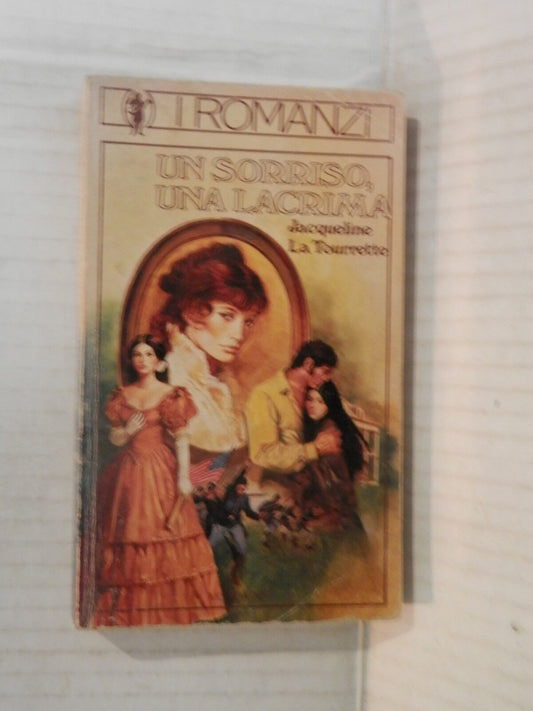 I ROMANZI
UN SORRISO,
UNA LACRIMA
Jacqueline
La Tourrette